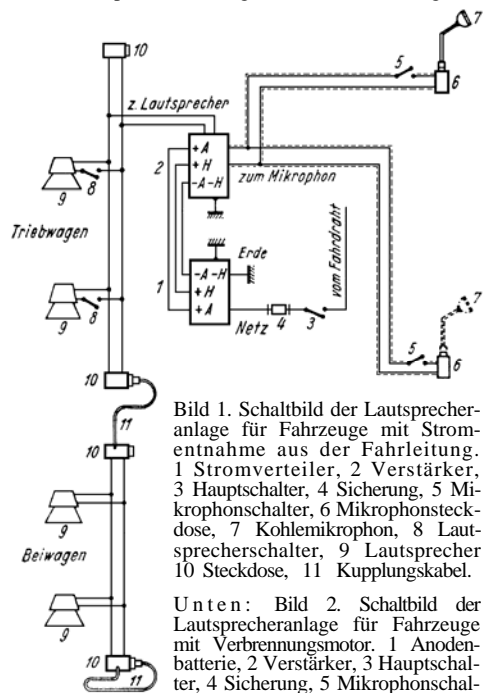 10
7
5
6
z. Lautsprecher
+A
+H
-A-H
2
zum Mikrophon
8
9
Triebwagen
Erde
vom Fahrdraht
-A-H
+H
+A
1
Netz
4
3
8
9
7
5
6
10
11
10
9
Beiwagen
9
10
11
Bild 1. Schaltbild der Lautsprecher-
anlage für Fahrzeuge mit Strom-
entnahme aus der Fahrleitung.
1 Stromverteiler, 2 Verstärker,
3 Hauptschalter, 4 Sicherung, 5 Mi-
krophonschalter, 6 Mikrophonsteck-
dose, 7 Kohlemikrophon, 8 Laut-
sprecherschalter, 9 Lautsprecher
10 Steckdose, 11 Kupplungskabel.
Unten: Bild 2. Schaltbild der
Lautsprecheranlage für Fahrzeuge
mit Verbrennungsmotor. 1 Anoden-
batterie, 2 Verstärker, 3 Hauptschal-
ter, 4 Sicherung, 5 Mikrophonschal-